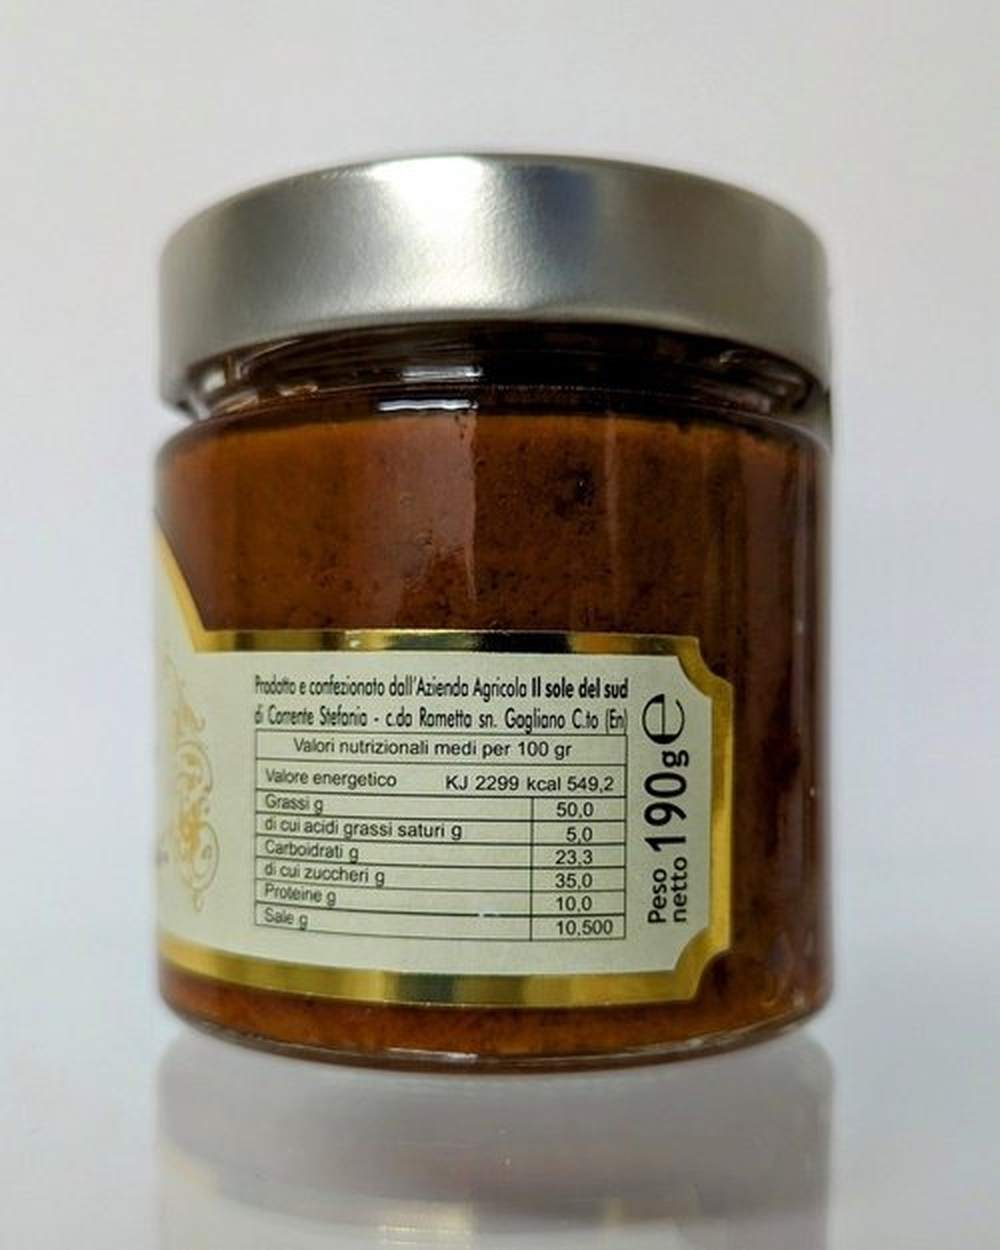 Prodotto e confezionato dall'Azienda Agricola Il sole del sud
di Corrente Stefania - c.da Rametta sn. Gagliano C.to (En)
Valori nutrizionali medi per 100 gr
Valore energetico KJ 2299 kcal 549,2
Grassi g 50,0
di cui acidi grassi saturi g 5,0
Carboidrati g 23,3
di cui zuccheri g 35,0
Proteine g 10,0
Sale g 10,500
Peso netto 190g e